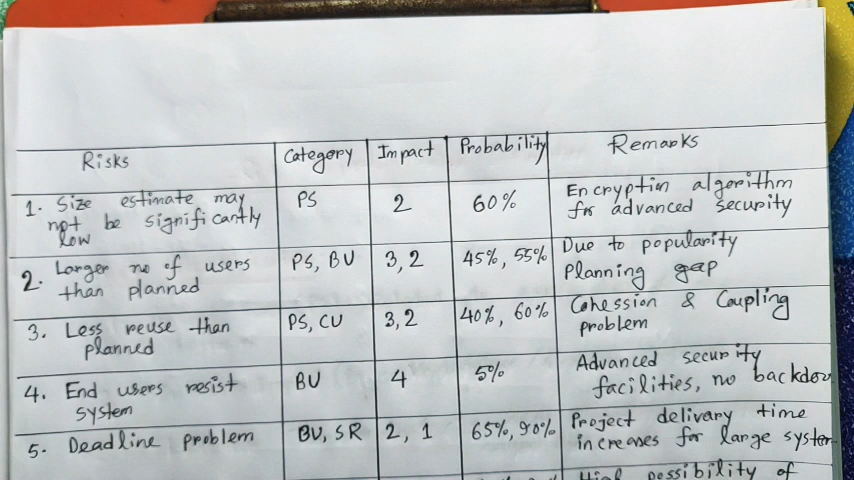 Risks Category Impact Probability Remarks
1. Size estimate may PS 2 60% Encryption algorithm
not be significantly for advanced security
low
2. Larger no of users PS, BU 3,2 45%, 55% Due to popularity
than planned Planning gap
3. Less reuse than PS, CU 3,2 40%, 60% Cohession & Coupling
planned problem
4. End users resist BU 4 5% Advanced security
system facilities, no backdoor
5. Deadline problem BU, SR 2, 1 65%, 90% Project delivary time
increases for large system
High possibility of